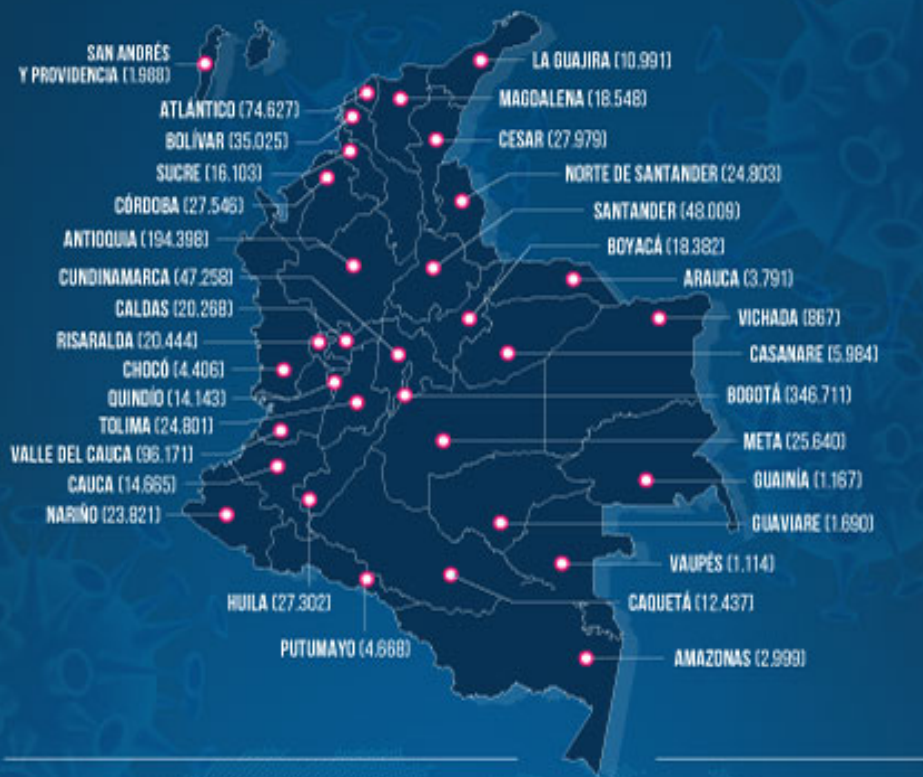 SAN ANDRÉS
Y PROVIDENCIA (1.988)
ATLÁNTICO (74.627)
BOLÍVAR (35.025)
SUCRE (16.103)
CÓRDOBA (27.546)
ANTIOQUIA (194.398)
CUNDINAMARCA (47.258)
CALDAS (20.268)
RISARALDA (20.444)
CHOCÓ (4.406)
QUINDÍO (14.143)
TOLIMA (24.801)
VALLE DEL CAUCA (96.171)
CAUCA (14.665)
NARIÑO (23.821)
HUILA (27.302)
PUTUMAYO (4.668)
LA GUAJIRA (10.991)
MAGDALENA (18.548)
CESAR (27.979)
NORTE DE SANTANDER (24.803)
SANTANDER (48.009)
BOYACÁ (18.382)
ARAUCA (3.791)
VICHADA (867)
CASANARE (5.984)
BOGOTÁ (346.711)
META (25.640)
GUAINÍA (1.167)
GUAVIARE (1.690)
VAUPÉS (1.114)
CAQUETÁ (12.437)
AMAZONAS (2.999)